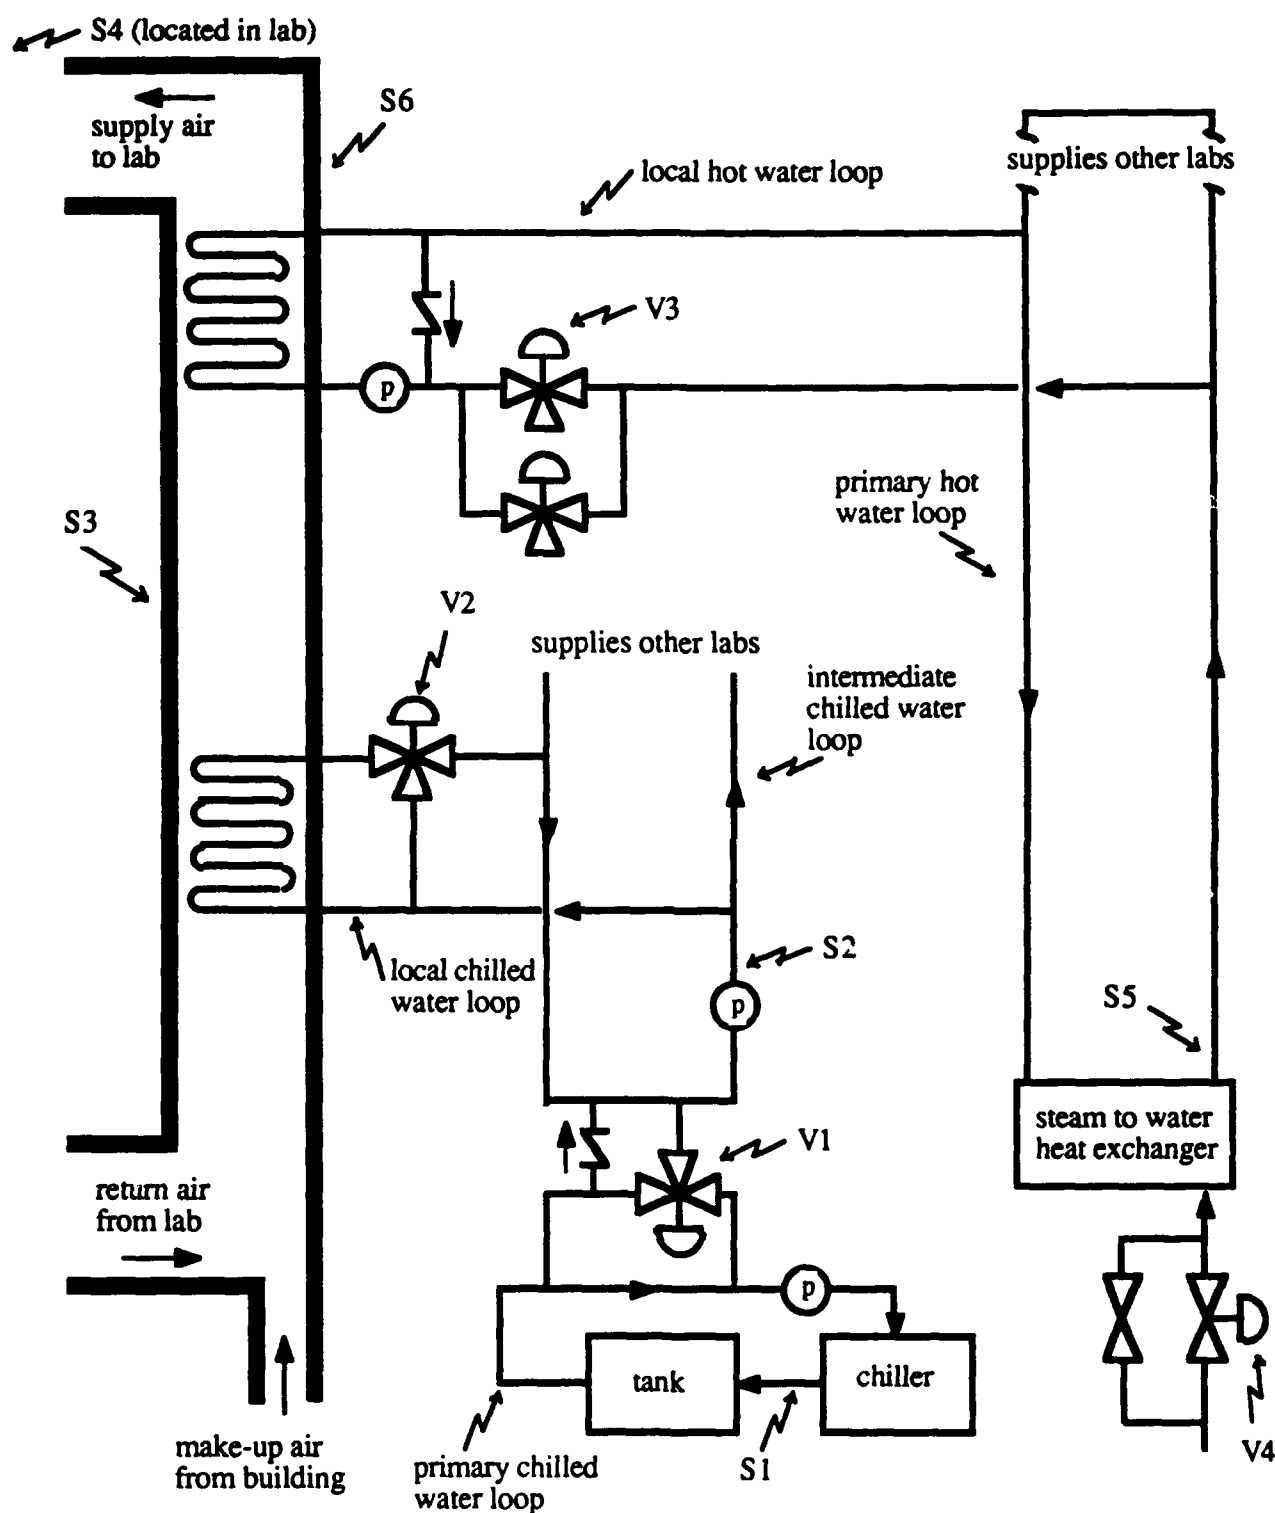 S4 (located in lab)
S6
supply air
to lab
supplies other labs
local hot water loop
V3
p
primary hot
water loop
S3
V2
supplies other labs
intermediate
chilled water
loop
S2
local chilled
water loop
p
S5
steam to water
heat exchanger
V1
return air
from lab
p
tank
chiller
make-up air
from building
primary chilled
water loop
S1
V4